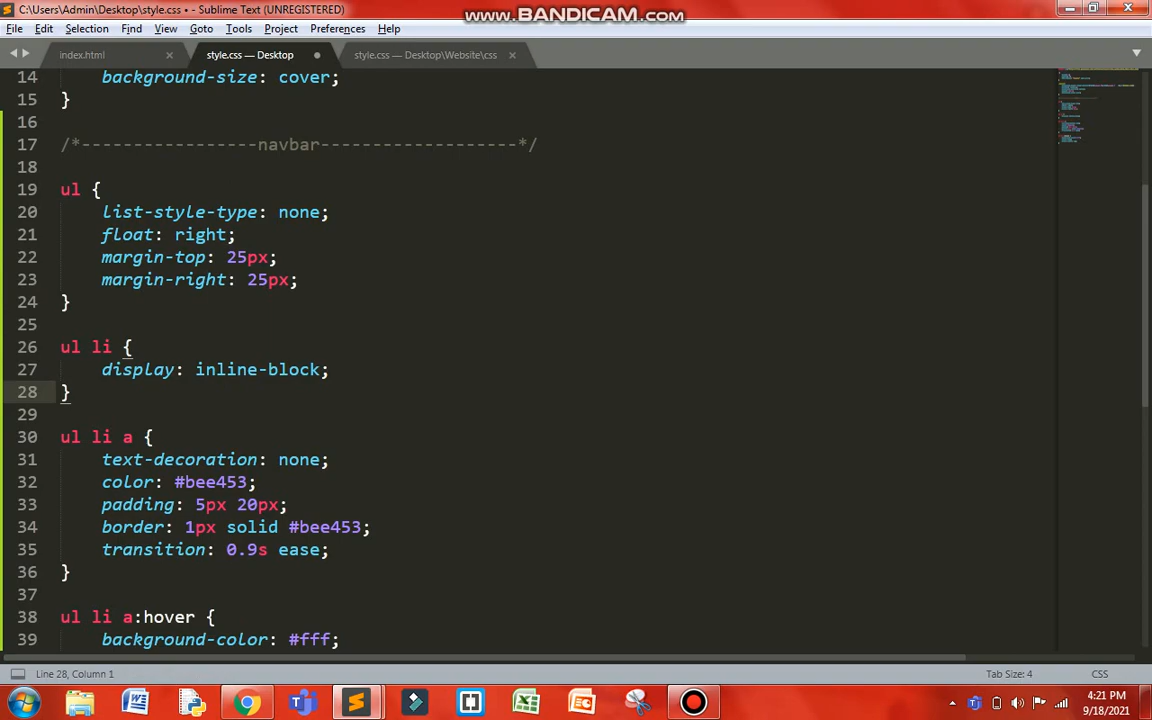 C:\Users\Admin\Desktop\style.css • - Sublime Text (UNREGISTERED)
www.BANDICAM.com
File Edit Selection Find View Goto Tools Project Preferences Help
index.html × style.css — Desktop style.css — Desktop\Website\css ×
14 background-size: cover;
15 }
16
17 /*-----------------navbar-------------------*/
18
19 ul {
20 list-style-type: none;
21 float: right;
22 margin-top: 25px;
23 margin-right: 25px;
24 }
25
26 ul li {
27 display: inline-block;
28 }
29
30 ul li a {
31 text-decoration: none;
32 color: #bee453;
33 padding: 5px 20px;
34 border: 1px solid #bee453;
35 transition: 0.9s ease;
36 }
37
38 ul li a:hover {
39 background-color: #fff;
Line 28, Column 1 Tab Size: 4 CSS
4:21 PM
9/18/2021